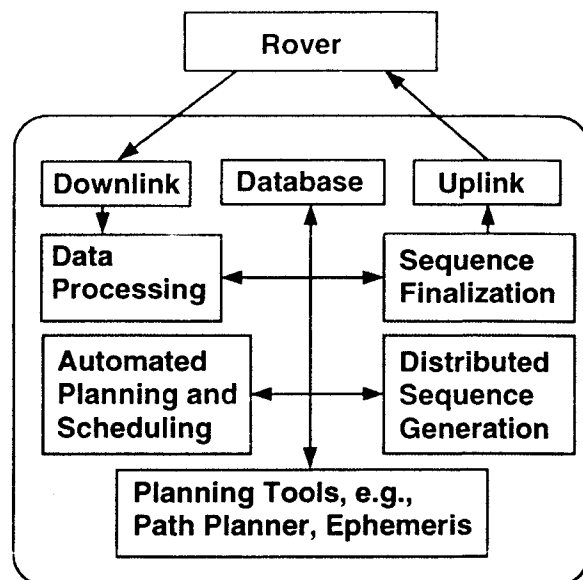 Rover
Downlink
Database
Uplink
Data
Processing
Sequence
Finalization
Automated
Planning and
Scheduling
Distributed
Sequence
Generation
Planning Tools, e.g.,
Path Planner, Ephemeris